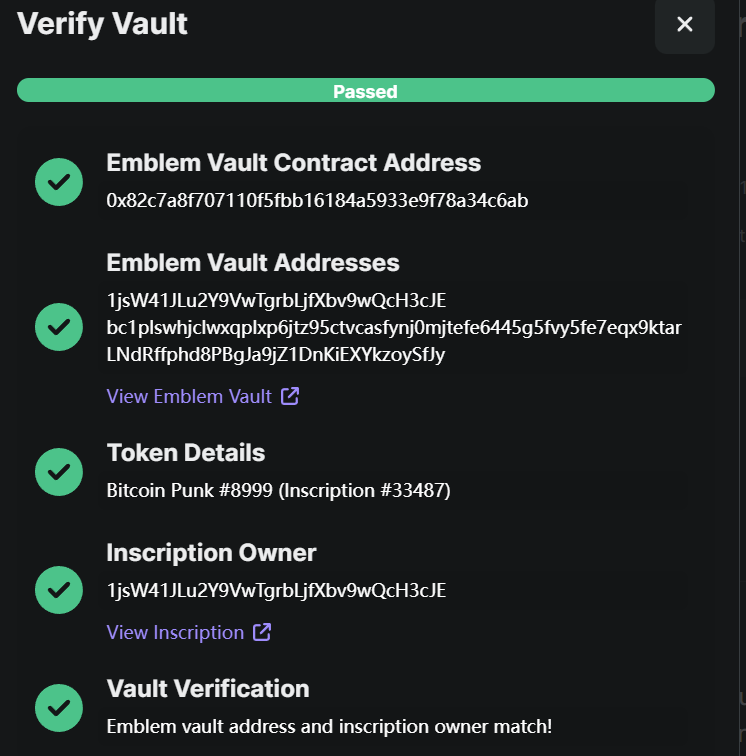 Verify Vault
Passed
Emblem Vault Contract Address
0x82c7a8f707110f5fbb16184a5933e9f78a34c6ab
Emblem Vault Addresses
1jsW41JLu2Y9VwTgrbLjfXbv9wQcH3cJE
bc1plswhjclwxqplxp6jtz95ctvcasfynj0mjtefe6445g5fvy5fe7eqx9ktar
LNdRffphd8PBgJa9jZ1DnKiEXYkzoySfJy
View Emblem Vault
Token Details
Bitcoin Punk #8999 (Inscription #33487)
Inscription Owner
1jsW41JLu2Y9VwTgrbLjfXbv9wQcH3cJE
View Inscription
Vault Verification
Emblem vault address and inscription owner match!